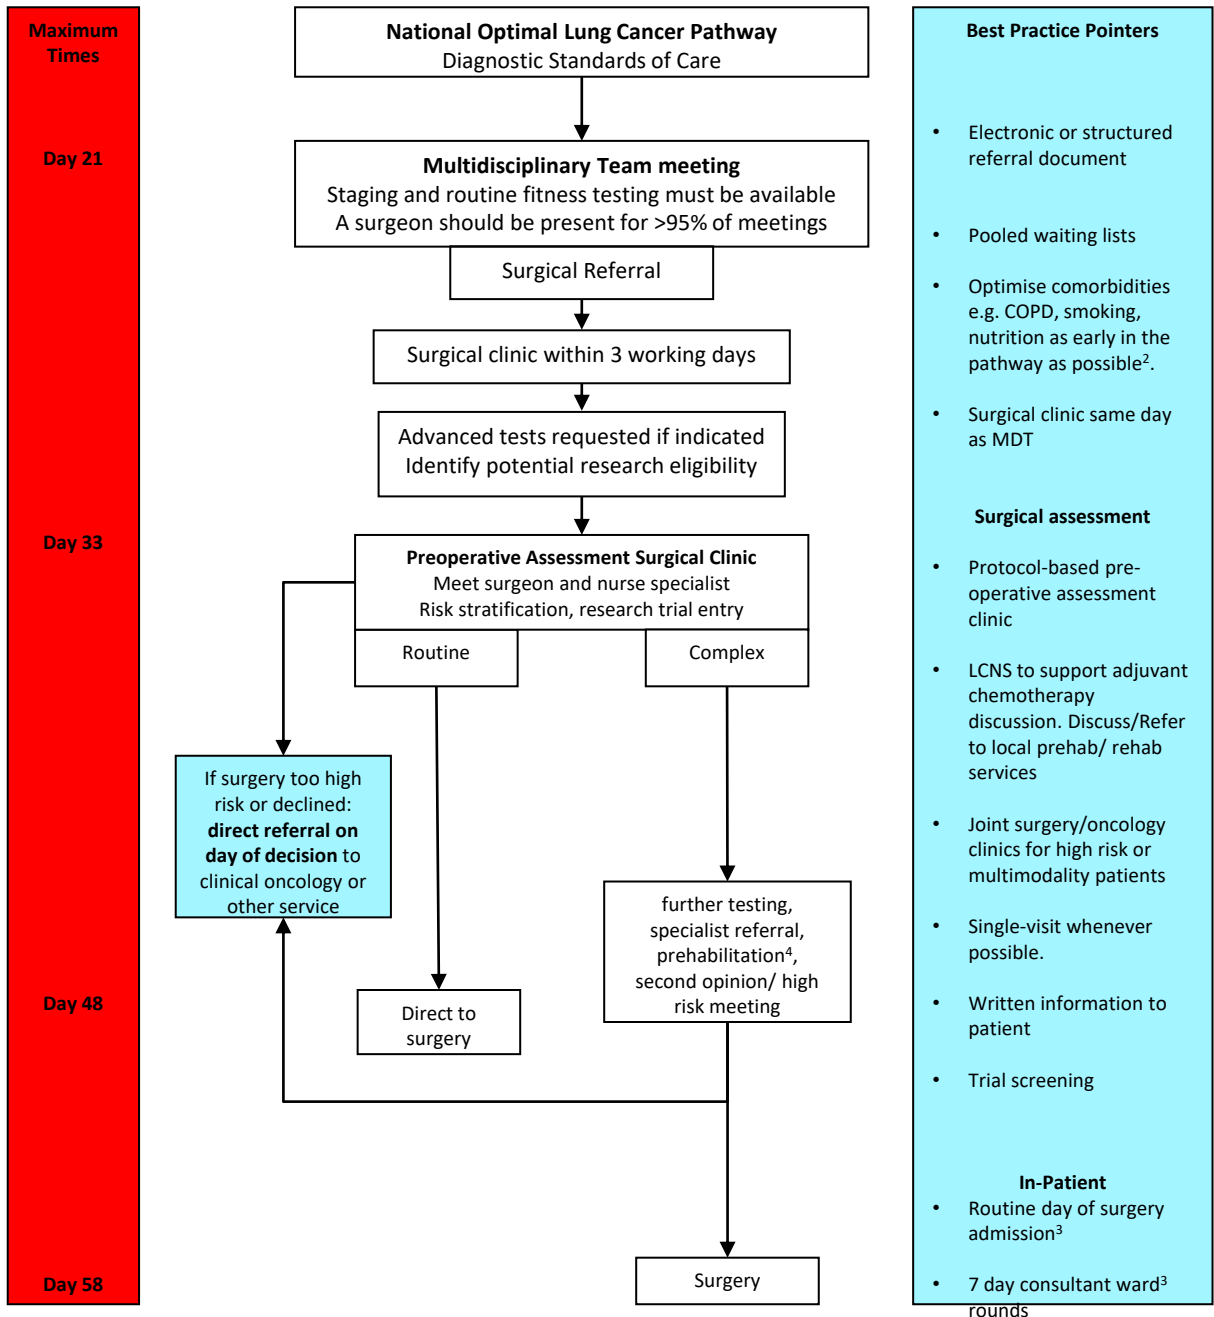 Maximum
Times
Day 21
Day 33
Day 48
Day 58
National Optimal Lung Cancer Pathway
Diagnostic Standards of Care
Multidisciplinary Team meeting
Staging and routine fitness testing must be available
A surgeon should be present for >95% of meetings
Surgical Referral
Surgical clinic within 3 working days
Advanced tests requested if indicated
Identify potential research eligibility
Preoperative Assessment Surgical Clinic
Meet surgeon and nurse specialist
Risk stratification, research trial entry
Routine
Complex
If surgery too high
risk or declined:
direct referral on
day of decision to
clinical oncology or
other service
further testing,
specialist referral,
prehabilitation⁴,
second opinion/ high
risk meeting
Direct to
surgery
Surgery
Best Practice Pointers
• Electronic or structured
referral document
• Pooled waiting lists
• Optimise comorbidities
e.g. COPD, smoking,
nutrition as early in the
pathway as possible².
• Surgical clinic same day
as MDT
Surgical assessment
• Protocol-based pre-
operative assessment
clinic
• LCNS to support adjuvant
chemotherapy
discussion. Discuss/Refer
to local prehab/ rehab
services
• Joint surgery/oncology
clinics for high risk or
multimodality patients
• Single-visit whenever
possible.
• Written information to
patient
• Trial screening
In-Patient
• Routine day of surgery
admission³
• 7 day consultant ward³
rounds